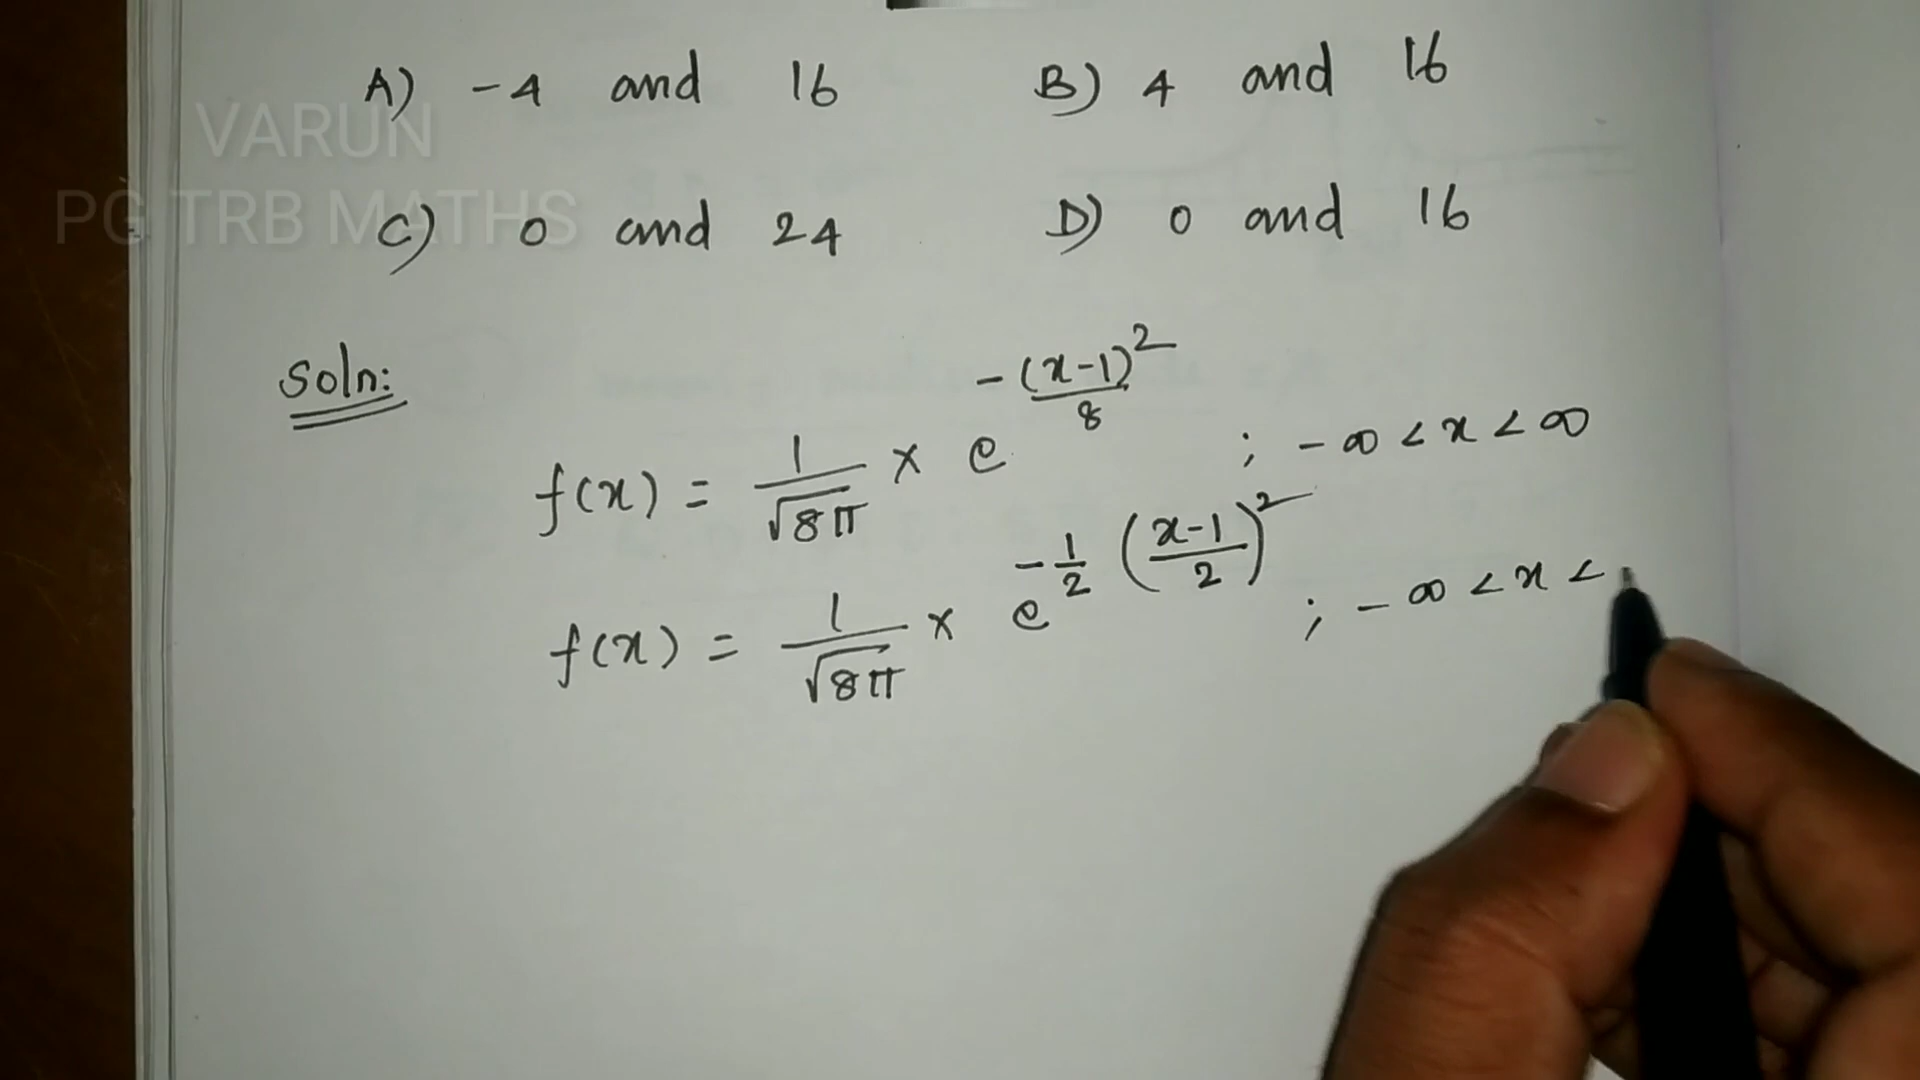 A) -4 and 16 B) 4 and 16
VARUN
PG TRB MATHS
C) 0 and 24 D) 0 and 16
Soln:
f(x) = 1/√8π × e^(-(x-1)²/8) ; -∞ < x < ∞
f(x) = 1/√8π × e^(-1/2 ((x-1)/2)²) ; -∞ < x <